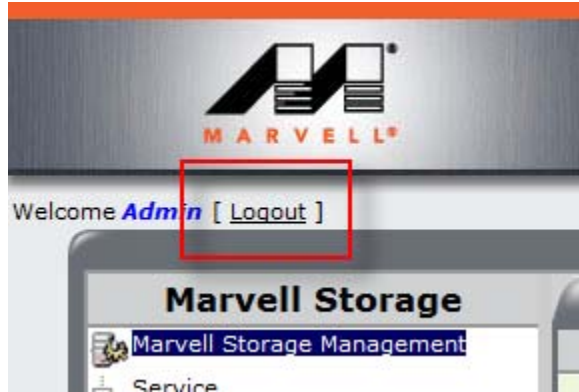 MARVELL®
Welcome Admin [ Logout ]
Marvell Storage
Marvell Storage Management
Service